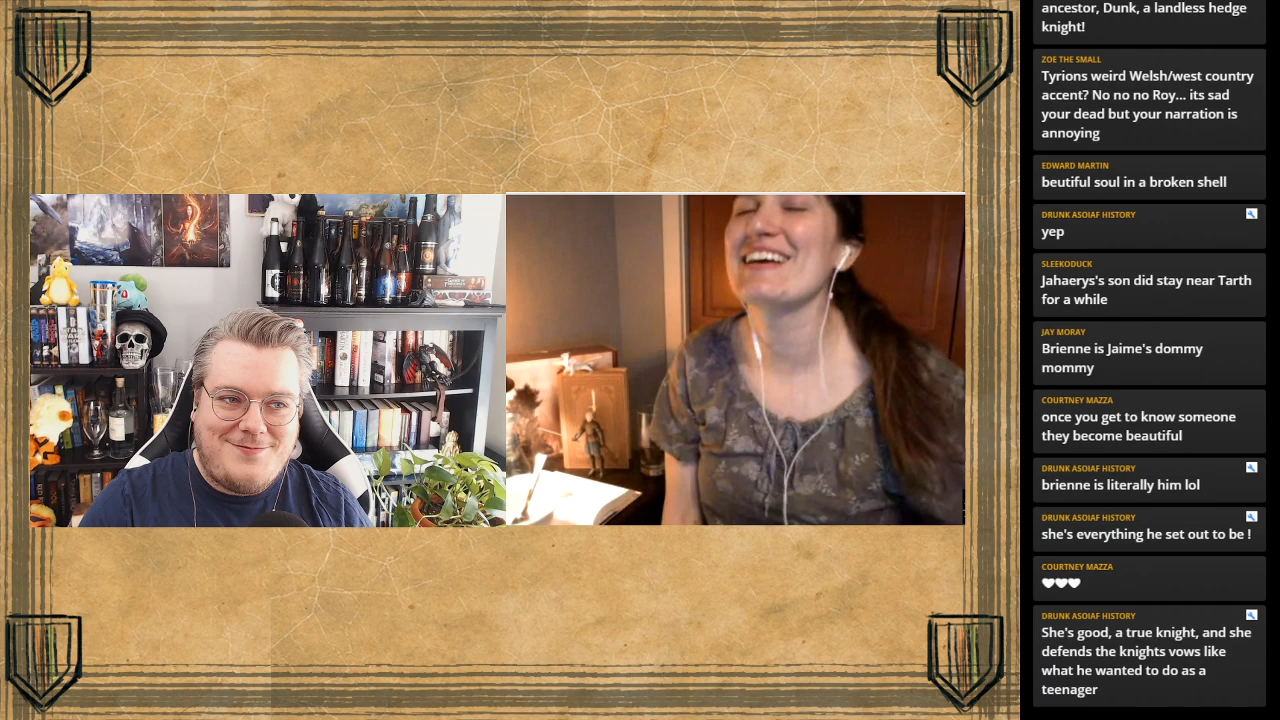 ancestor, Dunk, a landless hedge
knight!
ZOE THE SMALL
Tyrions weird Welsh/west country
accent? No no no Roy... its sad
your dead but your narration is
annoying
EDWARD MARTIN
beutiful soul in a broken shell
DRUNK ASOIAF HISTORY
yep
SLEEKODUCK
Jahaerys's son did stay near Tarth
for a while
JAY MORAY
Brienne is Jaime's dommy
mommy
COURTNEY MAZZA
once you get to know someone
they become beautiful
DRUNK ASOIAF HISTORY
brienne is literally him lol
DRUNK ASOIAF HISTORY
she's everything he set out to be !
COURTNEY MAZZA
DRUNK ASOIAF HISTORY
She's good, a true knight, and she
defends the knights vows like
what he wanted to do as a
teenager